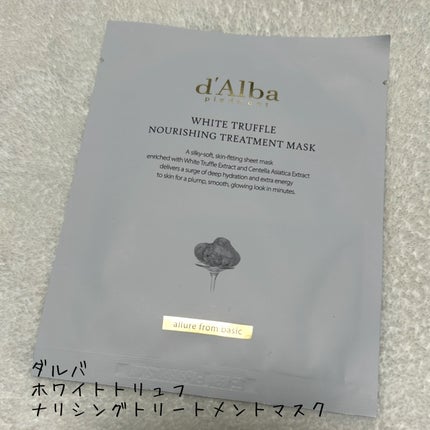 d'Alba
piedmont
WHITE TRUFFLE
NOURISHING TREATMENT MASK
A silky-soft, skin-fitting sheet mask
enriched with White Truffle Extract and Centella Asiatica Extract
delivers a surge of deep hydration and extra energy
to skin for a plump, smooth, glowing look in minutes.
allure from basic
ダルバ
ホワイトトリュフ
ナリシングトリートメントマスク